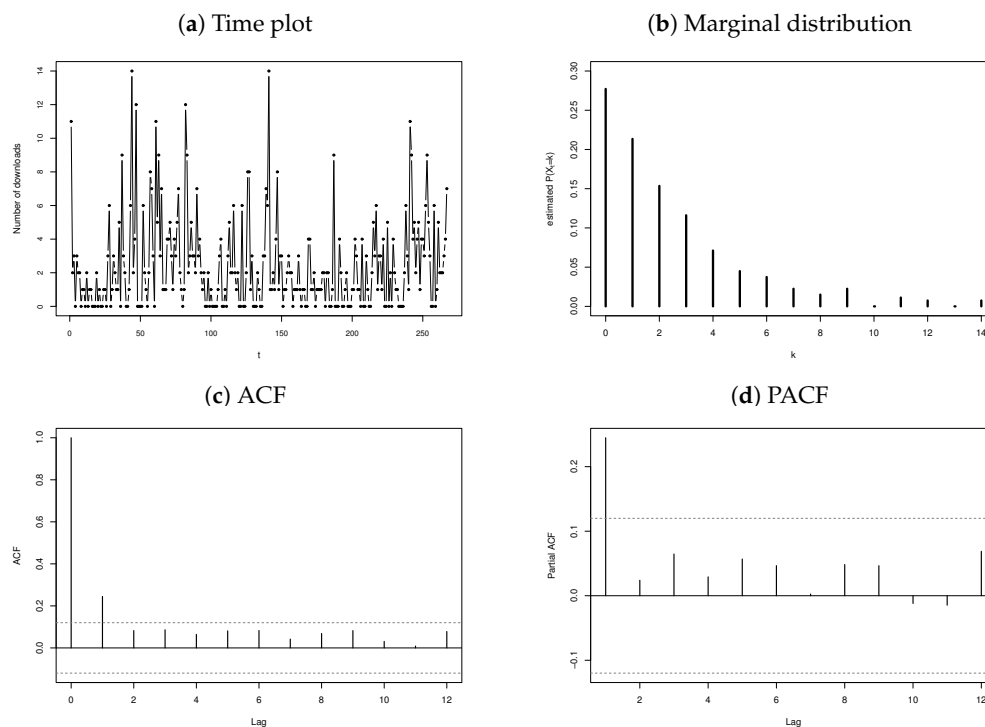 (a) Time plot
(b) Marginal distribution
Number of downloads
14
12
10
8
6
4
2
0
0 50 100 150 200 250
t
estimated P(Xt=k)
0.30
0.25
0.20
0.15
0.10
0.05
0.00
0 2 4 6 8 10 12 14
k
(c) ACF
(d) PACF
ACF
1.0
0.8
0.6
0.4
0.2
0.0
0 2 4 6 8 10 12
Lag
Partial ACF
0.2
0.1
0.0
−0.1
2 4 6 8 10 12
Lag